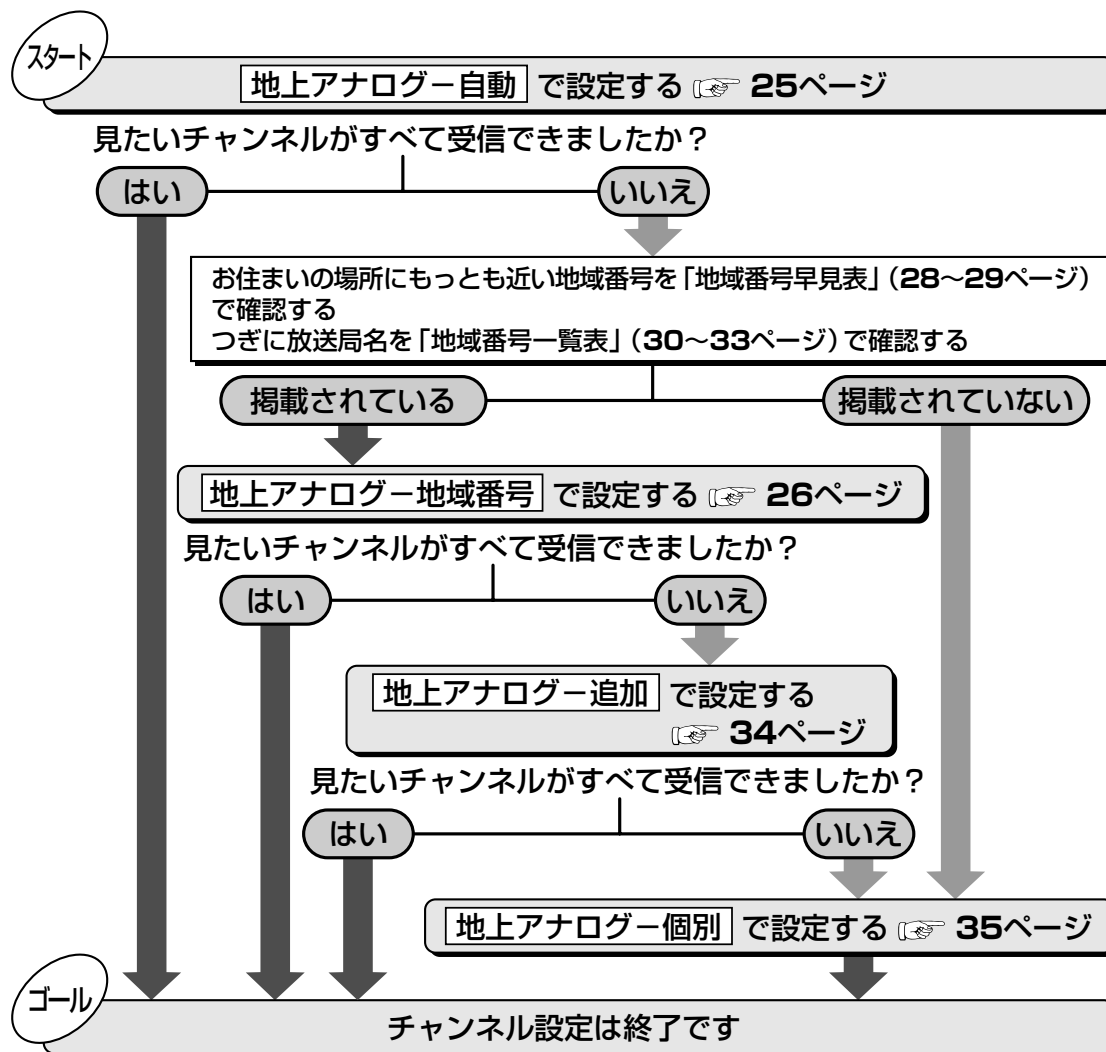 スタート
地上アナログー自動 で設定する ☞ 25ページ
見たいチャンネルがすべて受信できましたか？
はい
いいえ
お住まいの場所にもっとも近い地域番号を「地域番号早見表」（28～29ページ）
で確認する
つぎに放送局名を「地域番号一覧表」（30～33ページ）で確認する
掲載されている
掲載されていない
地上アナログー地域番号 で設定する ☞ 26ページ
見たいチャンネルがすべて受信できましたか？
はい
いいえ
地上アナログー追加 で設定する
☞ 34ページ
見たいチャンネルがすべて受信できましたか？
はい
いいえ
地上アナログー個別 で設定する ☞ 35ページ
ゴール
チャンネル設定は終了です